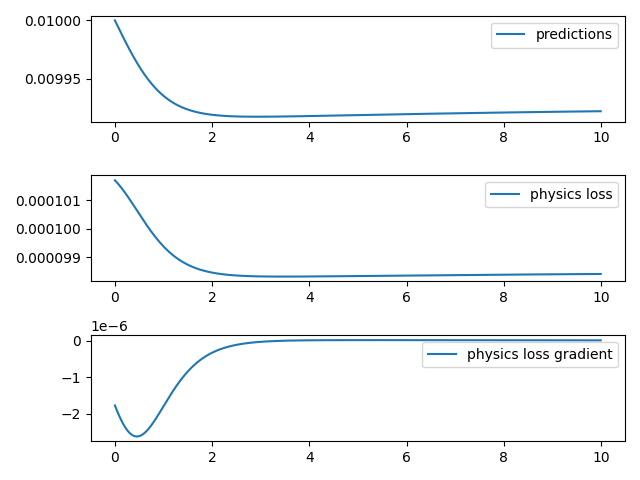 0.01000
predictions
0.00995
0 2 4 6 8 10
physics loss
0.000101
0.000100
0.000099
0 2 4 6 8 10
1e−6
0
physics loss gradient
−1
−2
0 2 4 6 8 10